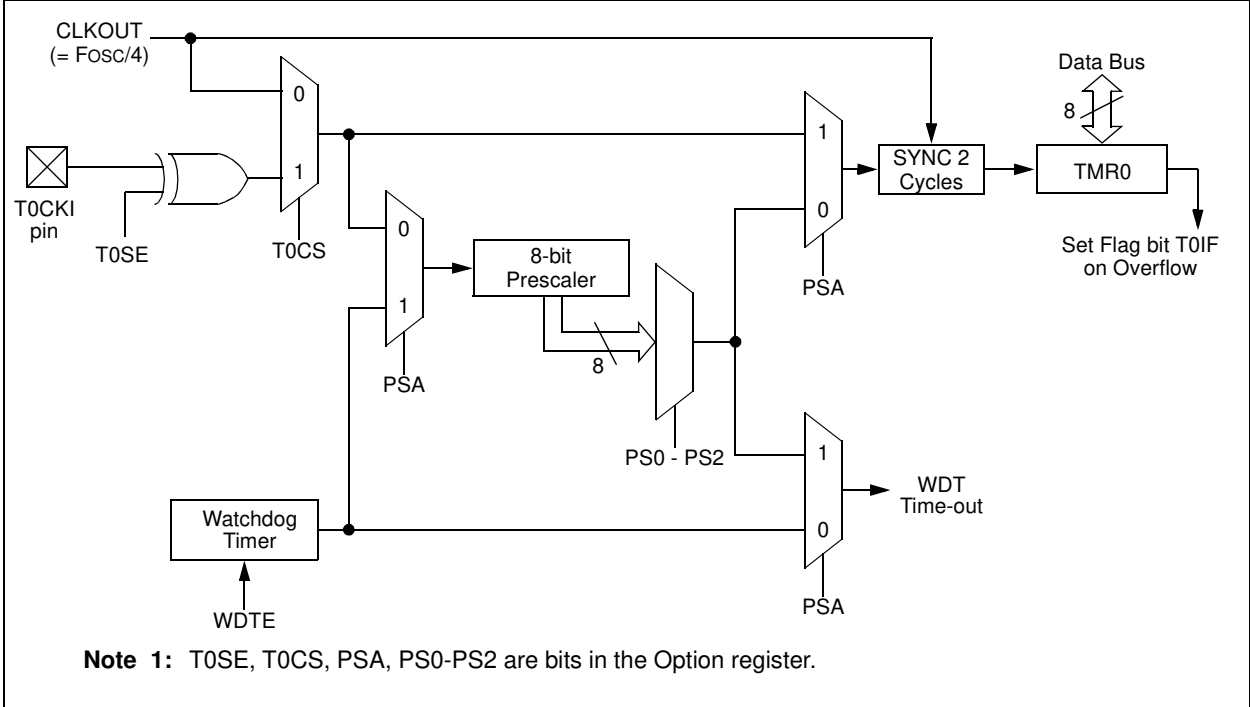 CLKOUT
(= FOSC/4)
Data Bus
8
0
1
T0CKI
pin
T0SE
T0CS
1
0
PSA
SYNC 2
Cycles
TMR0
Set Flag bit T0IF
on Overflow
0
1
PSA
8-bit
Prescaler
8
PS0 - PS2
1
0
PSA
WDT
Time-out
Watchdog
Timer
WDTE
Note 1: T0SE, T0CS, PSA, PS0-PS2 are bits in the Option register.